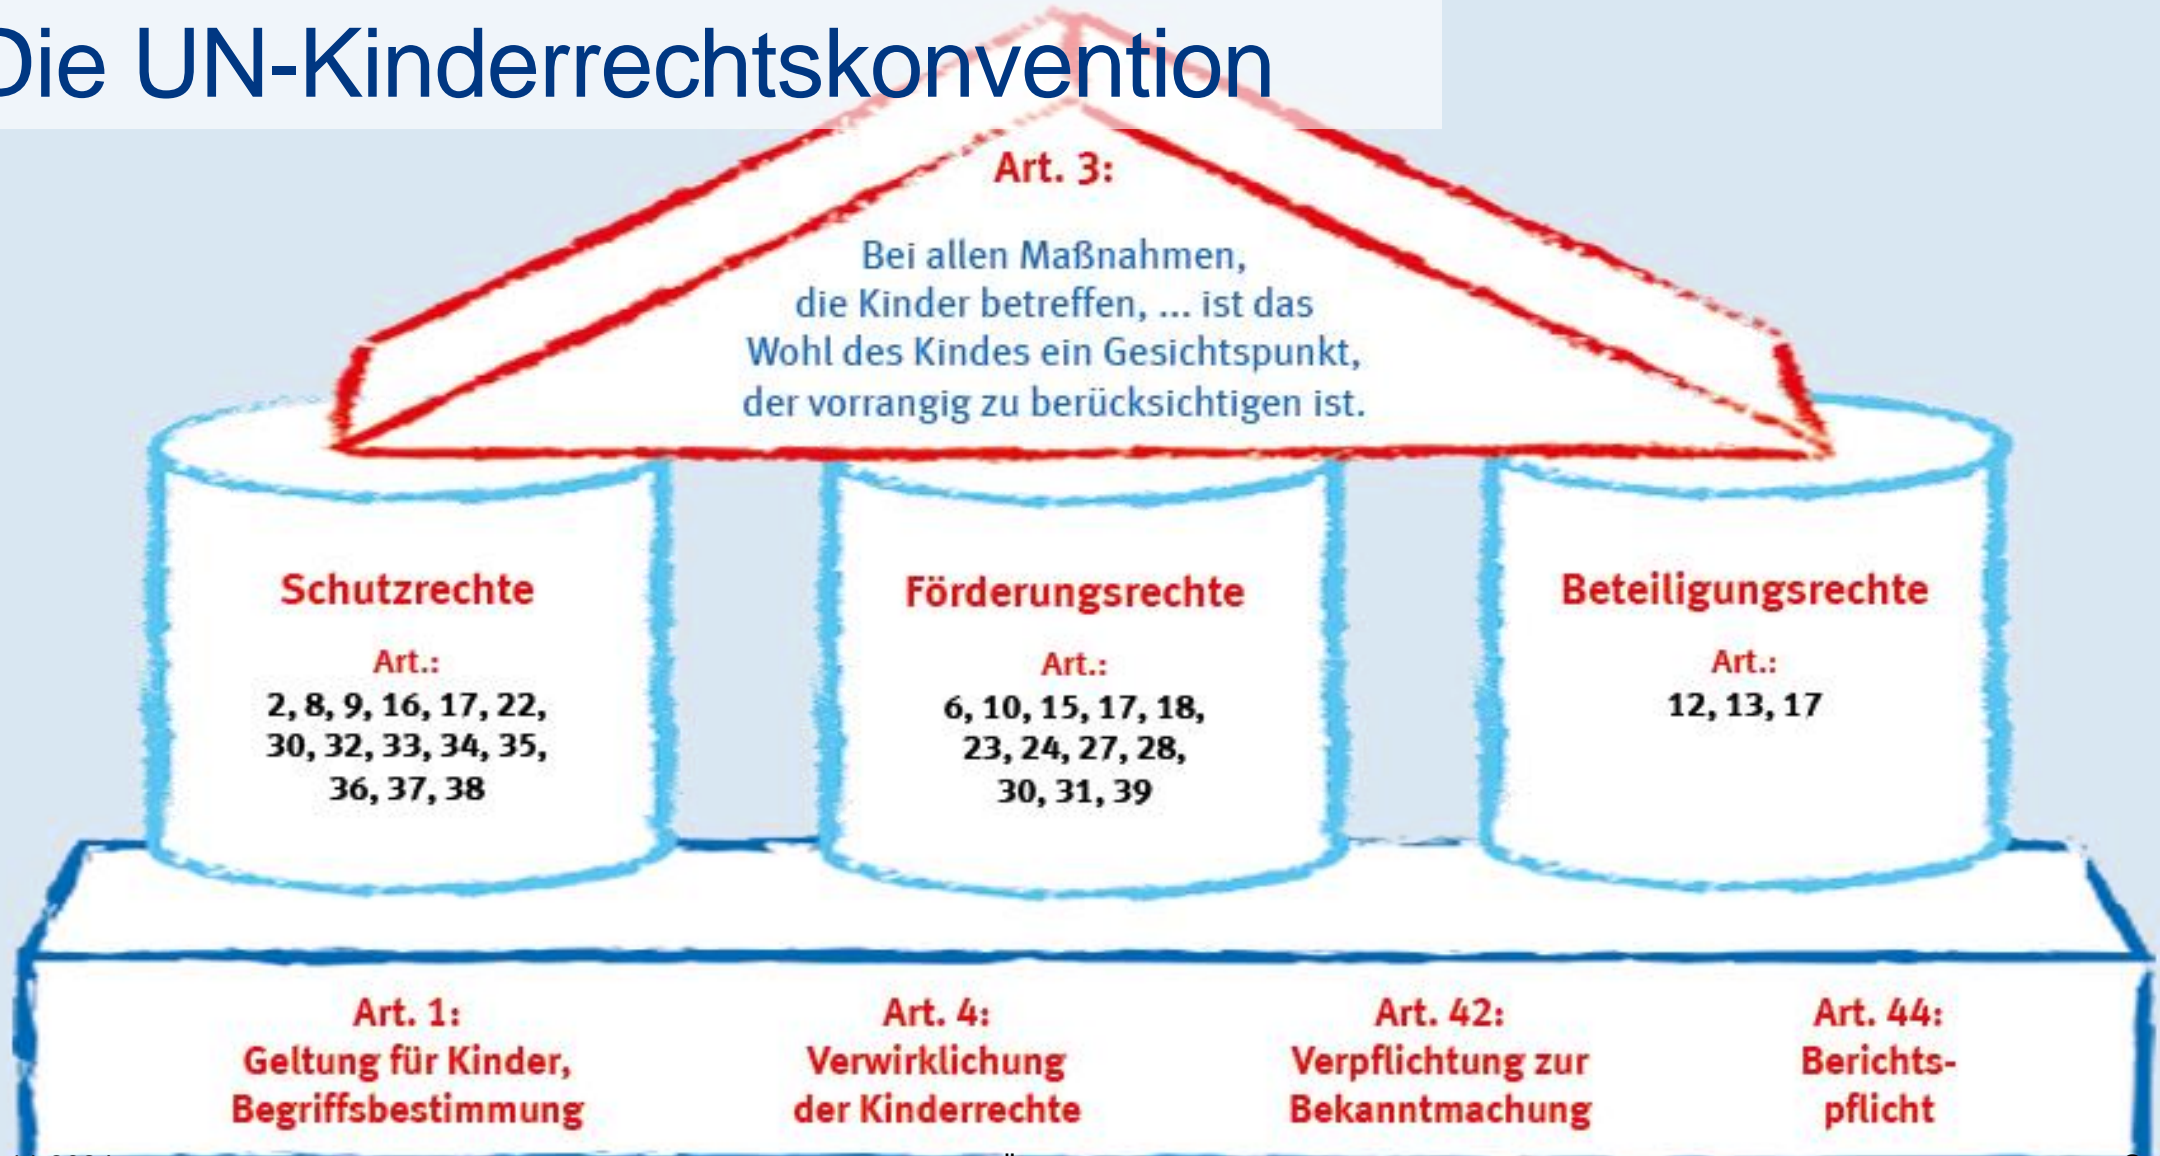 Die UN-Kinderrechtskonvention
Art. 3:
Bei allen Maßnahmen,
die Kinder betreffen, ... ist das
Wohl des Kindes ein Gesichtspunkt,
der vorrangig zu berücksichtigen ist.
Schutzrechte
Art.:
2, 8, 9, 16, 17, 22,
30, 32, 33, 34, 35,
36, 37, 38
Förderungsrechte
Art.:
6, 10, 15, 17, 18,
23, 24, 27, 28,
30, 31, 39
Beteiligungsrechte
Art.:
12, 13, 17
Art. 1:
Geltung für Kinder,
Begriffsbestimmung
Art. 4:
Verwirklichung
der Kinderrechte
Art. 42:
Verpflichtung zur
Bekanntmachung
Art. 44:
Berichts-
pflicht